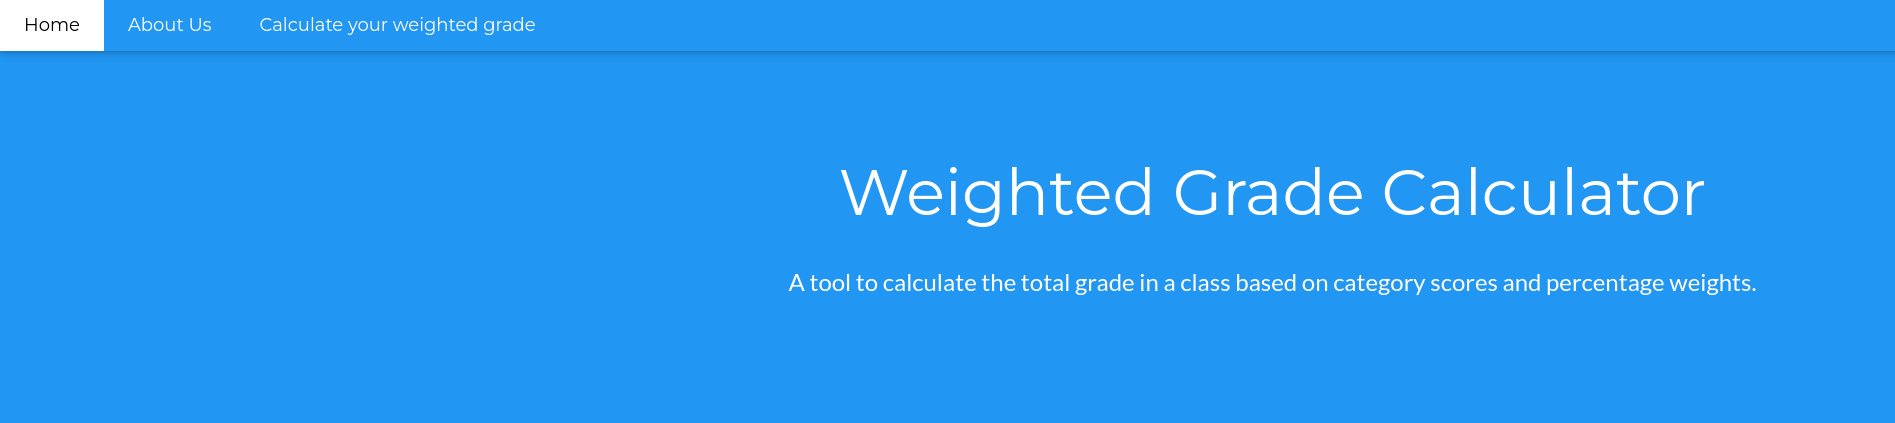 Home About Us Calculate your weighted grade
Weighted Grade Calculator
A tool to calculate the total grade in a class based on category scores and percentage weights.